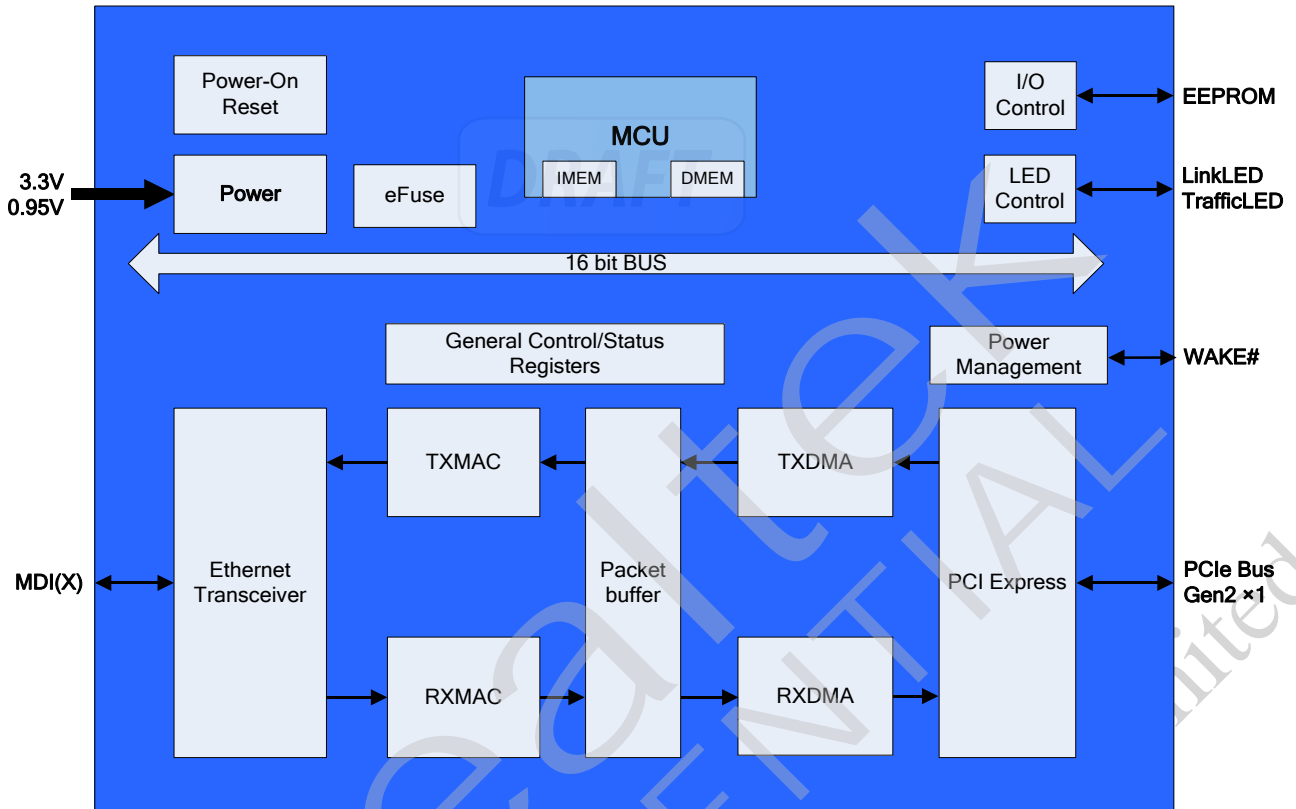 Power-On
Reset
MCU
I/O
Control
EEPROM
DRAFT
IMEM
DMEM
3.3V
0.95V
Power
eFuse
LED
Control
LinkLED
TrafficLED
16 bit BUS
General Control/Status
Registers
Power
Management
WAKE#
TXMAC
TXDMA
MDI(X)
Ethernet
Transceiver
Packet
buffer
PCI Express
PCIe Bus
Gen2 ×1
RXMAC
RXDMA